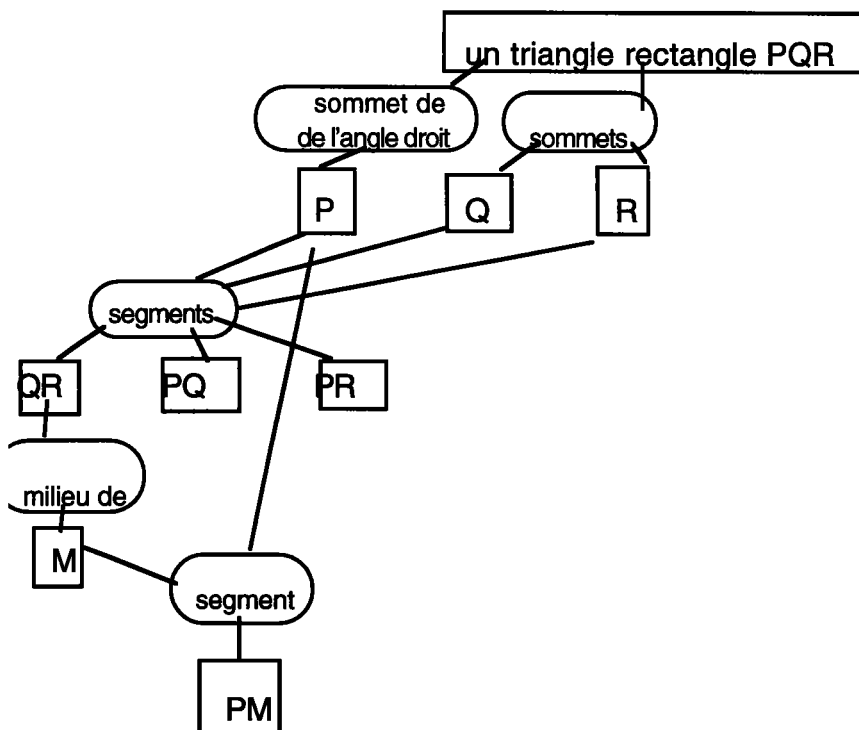 un triangle rectangle PQR
sommet de
de l'angle droit
sommets
P
Q
R
segments
QR
PQ
PR
milieu de
M
segment
PM